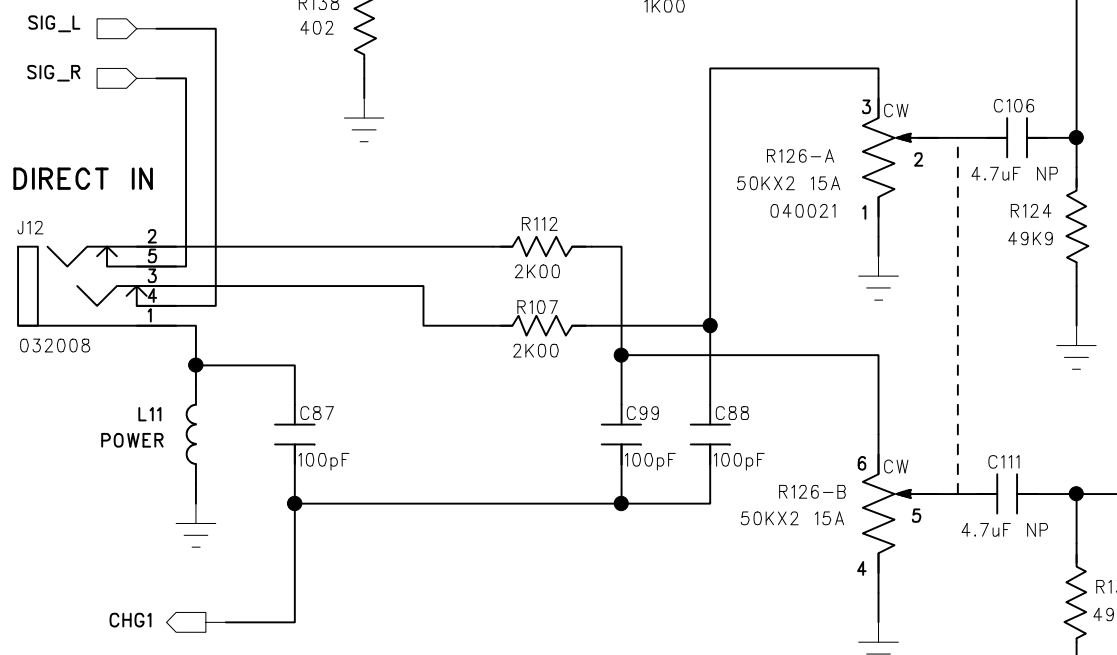 SIG_L
SIG_R
R138
402
1K00
DIRECT IN
J12
2
5
3
4
1
032008
R112
2K00
R107
2K00
3
CW
R126-A
50KX2 15A
040021
2
1
C106
4.7uF NP
R124
49K9
L11
POWER
C87
100pF
C99
100pF
C88
100pF
6
CW
R126-B
50KX2 15A
5
4
C111
4.7uF NP
CHG1
49